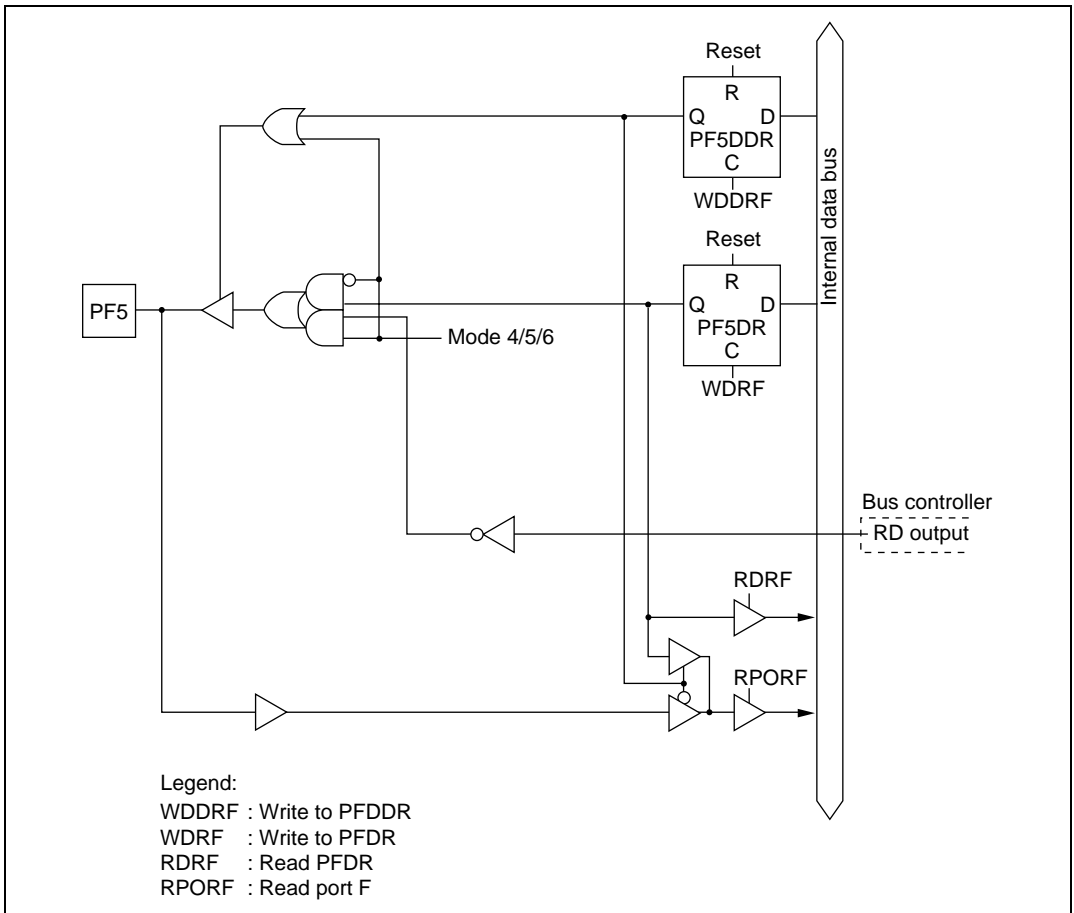 Reset
R
Q D
PF5DDR
C
WDDRF
Reset
R
Q D
PF5DR
C
WDRF
Internal data bus
PF5
Mode 4/5/6
Bus controller
RD output
RDRF
RPORF
Legend:
WDDRF : Write to PFDDR
WDRF : Write to PFDR
RDRF : Read PFDR
RPORF : Read port F